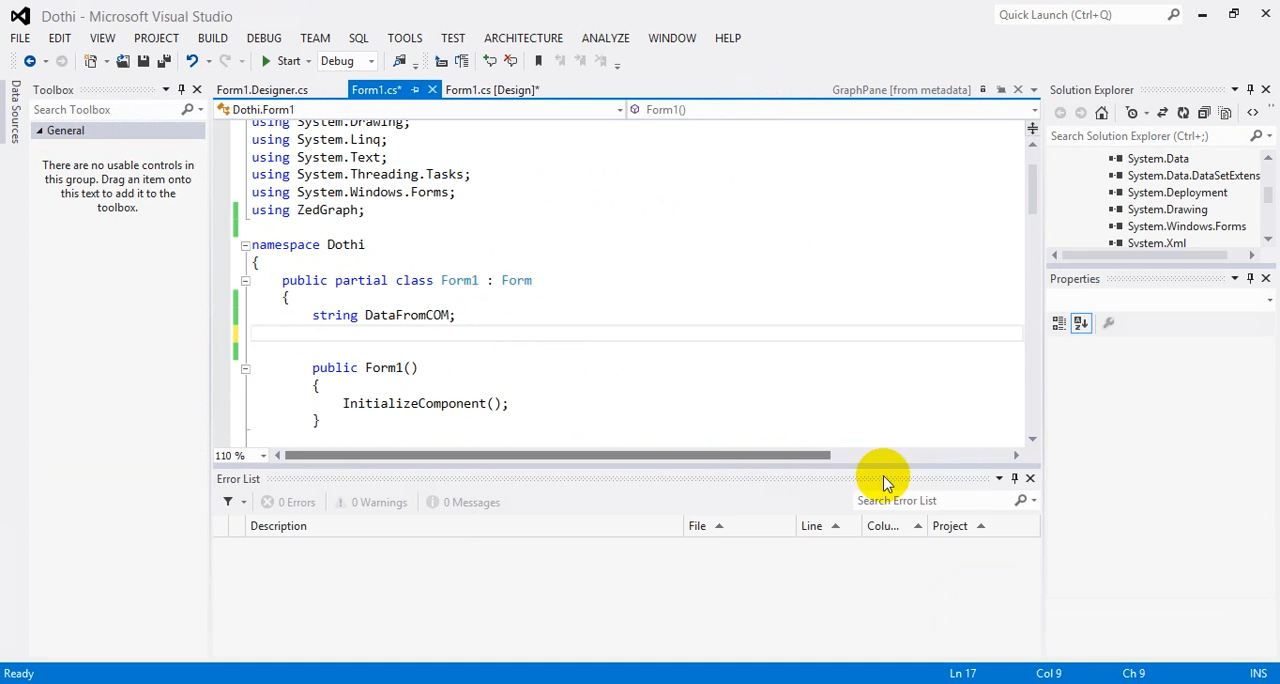 Dothi - Microsoft Visual Studio
Quick Launch (Ctrl+Q)
FILE EDIT VIEW PROJECT BUILD DEBUG TEAM SQL TOOLS TEST ARCHITECTURE ANALYZE WINDOW HELP
Start Debug
Data Sources
Toolbox
Search Toolbox
General
There are no usable controls in
this group. Drag an item onto
this text to add it to the
toolbox.
Form1.Designer.cs Form1.cs* Form1.cs [Design]* GraphPane [from metadata]
Dothi.Form1 Form1()
using System.Drawing;
using System.Linq;
using System.Text;
using System.Threading.Tasks;
using System.Windows.Forms;
using ZedGraph;
namespace Dothi
{
public partial class Form1 : Form
{
string DataFromCOM;
public Form1()
{
InitializeComponent();
}
110 %
Error List
0 Errors 0 Warnings 0 Messages
Search Error List
Description File Line Colu... Project
Solution Explorer
Search Solution Explorer (Ctrl+;)
System.Data
System.Data.DataSetExtens
System.Deployment
System.Drawing
System.Windows.Forms
System.Xml
Properties
Ready Ln 17 Col 9 Ch 9 INS